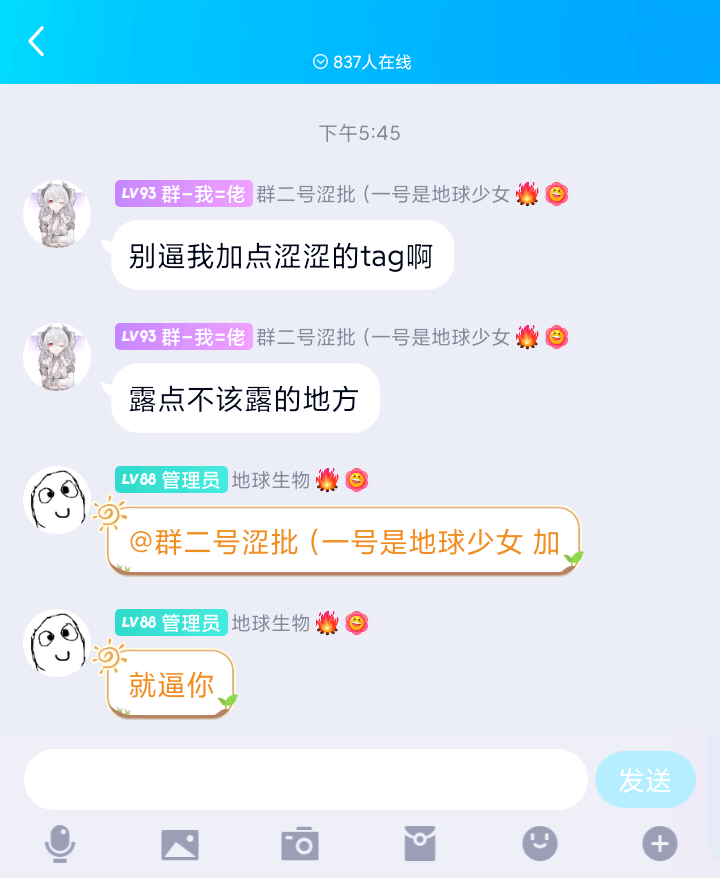 837人在线
下午5:45
LV93 群-我=佬 群二号涩批 (一号是地球少女
别逼我加点涩涩的tag啊
LV93 群-我=佬 群二号涩批 (一号是地球少女
露点不该露的地方
LV88 管理员 地球生物
@群二号涩批 (一号是地球少女 加
LV88 管理员 地球生物
就逼你
发送